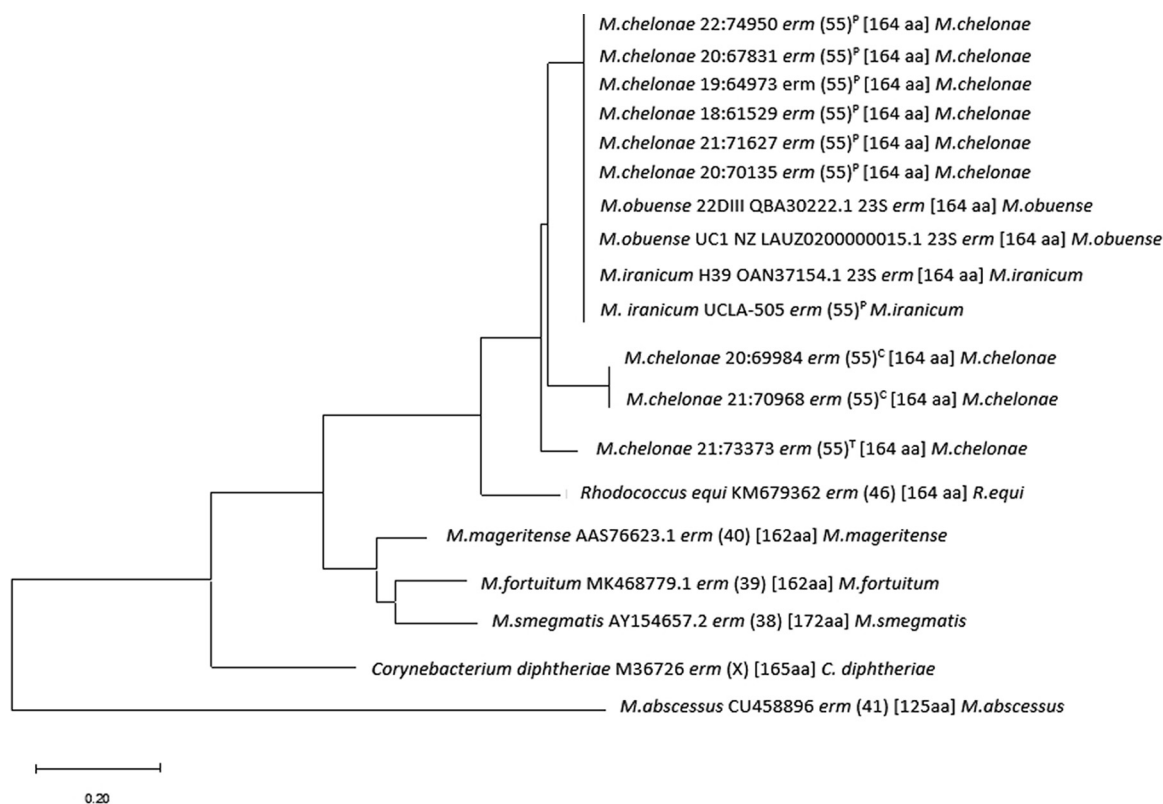 M.chelonae 22:74950 erm (55)ᴾ [164 aa] M.chelonae
M.chelonae 20:67831 erm (55)ᴾ [164 aa] M.chelonae
M.chelonae 19:64973 erm (55)ᴾ [164 aa] M.chelonae
M.chelonae 18:61529 erm (55)ᴾ [164 aa] M.chelonae
M.chelonae 21:71627 erm (55)ᴾ [164 aa] M.chelonae
M.chelonae 20:70135 erm (55)ᴾ [164 aa] M.chelonae
M.obuense 22DIII QBA30222.1 23S erm [164 aa] M.obuense
M.obuense UC1 NZ LAUZ0200000015.1 23S erm [164 aa] M.obuense
M.iranicum H39 OAN37154.1 23S erm [164 aa] M.iranicum
M. iranicum UCLA-505 erm (55)ᴾ M.iranicum
M.chelonae 20:69984 erm (55)ᶜ [164 aa] M.chelonae
M.chelonae 21:70968 erm (55)ᶜ [164 aa] M.chelonae
M.chelonae 21:73373 erm (55)ᵀ [164 aa] M.chelonae
Rhodococcus equi KM679362 erm (46) [164 aa] R.equi
M.mageritense AAS76623.1 erm (40) [162aa] M.mageritense
M.fortuitum MK468779.1 erm (39) [162aa] M.fortuitum
M.smegmatis AY154657.2 erm (38) [172aa] M.smegmatis
Corynebacterium diphtheriae M36726 erm (X) [165aa] C. diphtheriae
M.abscessus CU458896 erm (41) [125aa] M.abscessus
0.20